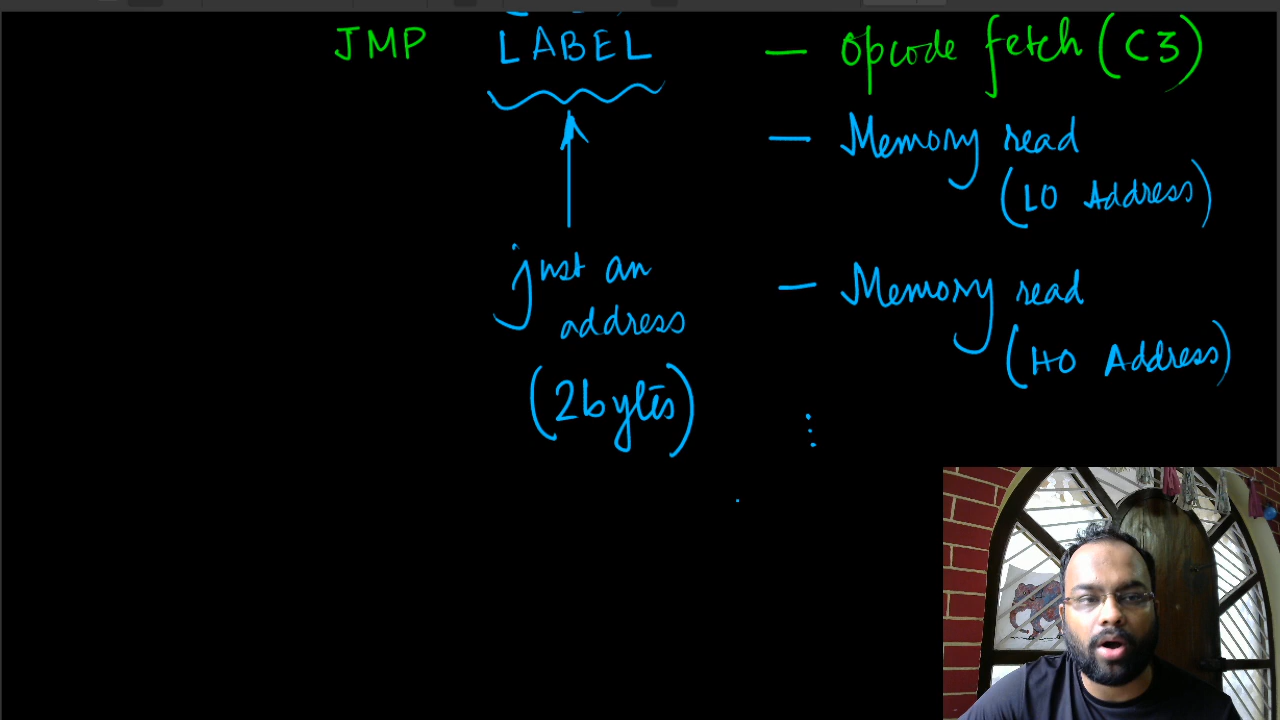 JMP LABEL — Opcode fetch (C3)
— Memory read
(LO Address)
just an
address
(2bytes)
— Memory read
(HO Address)